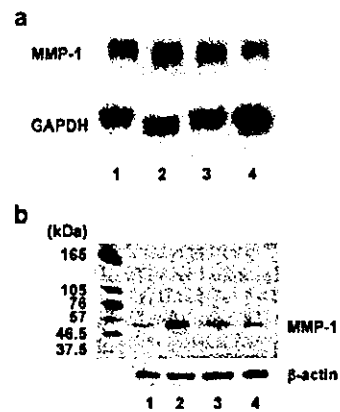 a
MMP-1
GAPDH
1 2 3 4
b
(kDa)
165
105
76
57
46.5
37.5
MMP-1
β-actin
1 2 3 4